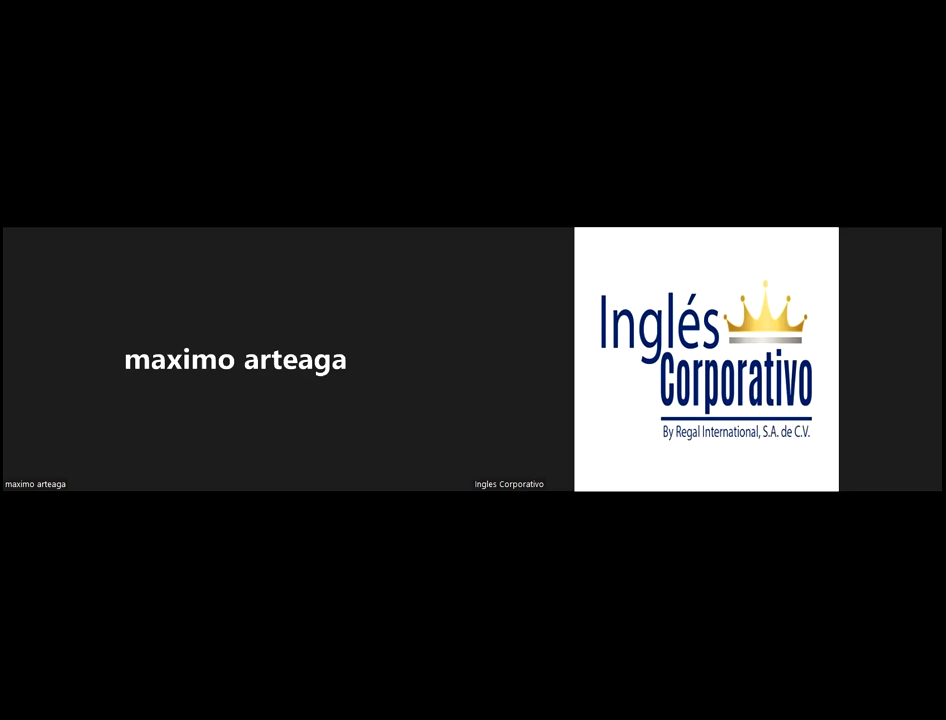 maximo arteaga
maximo arteaga
Inglés
Corporativo
By Regal International, S.A. de C.V.
Ingles Corporativo